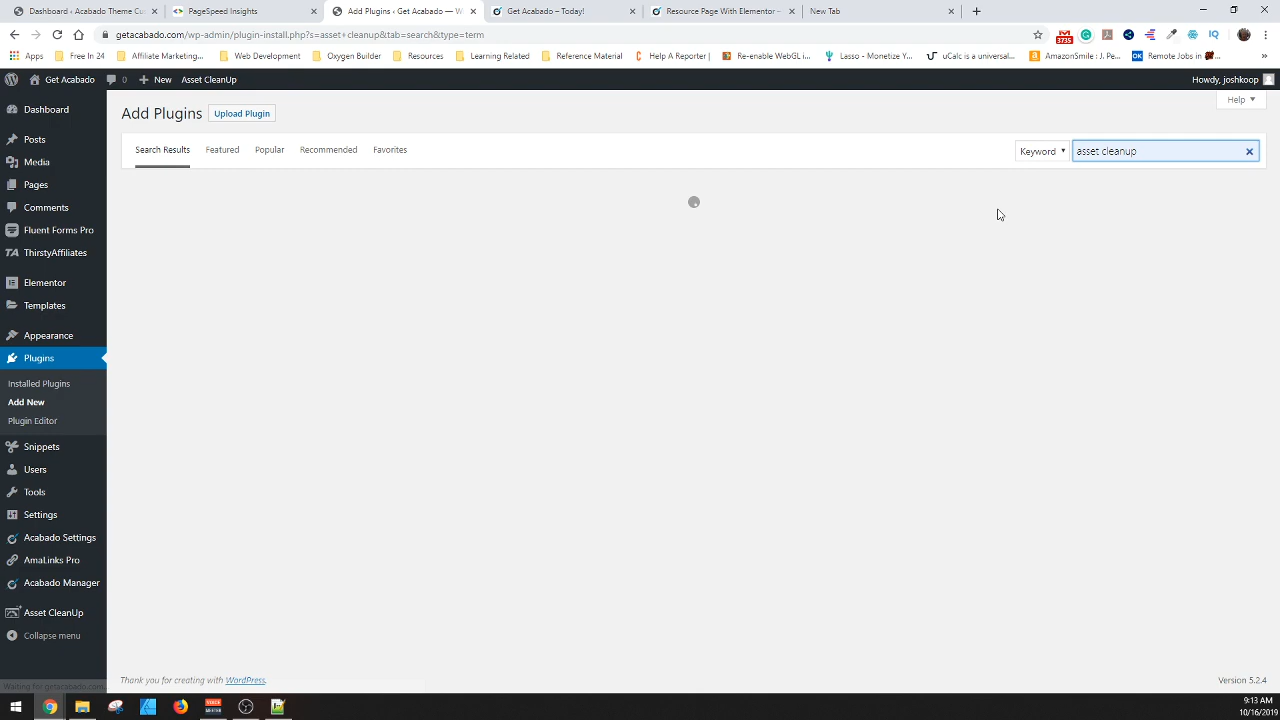 Dashboard ‹ Acabado Theme Cu
PageSpeed Insights
Add Plugins ‹ Get Acabado — W
Get Acabado – Today!
Resource Page With Elementor –
New Tab
getacabado.com/wp-admin/plugin-install.php?s=asset+cleanup&tab=search&type=term
3735
IQ
Apps
Free In 24
Affiliate Marketing...
Web Development
Oxygen Builder
Resources
Learning Related
Reference Material
Help A Reporter |
Re-enable WebGL i...
Lasso - Monetize Y...
uCalc is a universal...
AmazonSmile : J. Pe...
OK
Remote Jobs in
»
Get Acabado
0
New
Asset CleanUp
Howdy, joshkoop
Dashboard
Posts
Media
Pages
Comments
Fluent Forms Pro
ThirstyAffiliates
Elementor
Templates
Appearance
Plugins
Installed Plugins
Add New
Plugin Editor
Snippets
Users
Tools
Settings
Acabado Settings
AmaLinks Pro
Acabado Manager
Asset CleanUp
Collapse menu
Add Plugins
Upload Plugin
Help
Search Results
Featured
Popular
Recommended
Favorites
Keyword
asset cleanup
Thank you for creating with WordPress.
Version 5.2.4
Waiting for getacabado.com...
9:13 AM
10/16/2019